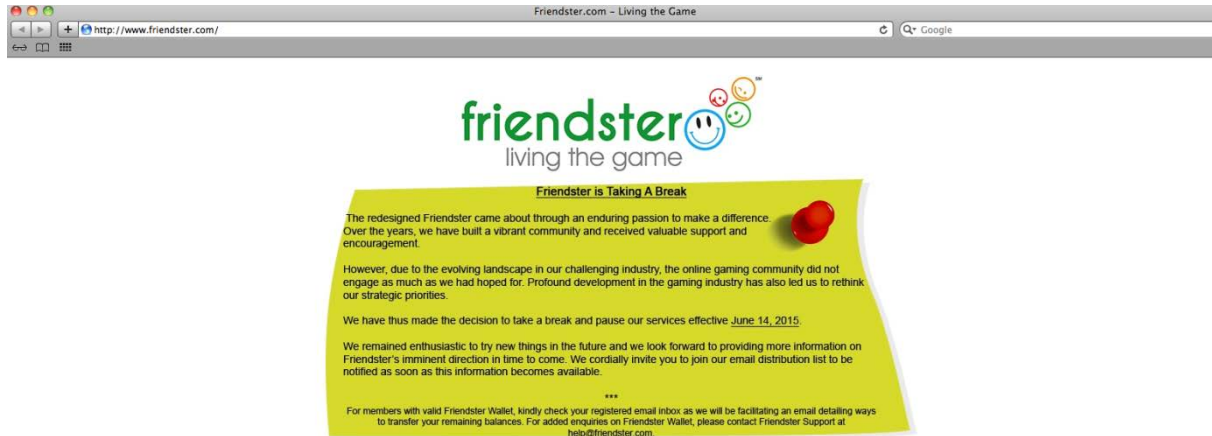 Friendster.com – Living the Game
http://www.friendster.com/
Google
friendster
SM
living the game
Friendster is Taking A Break
The redesigned Friendster came about through an enduring passion to make a difference.
Over the years, we have built a vibrant community and received valuable support and
encouragement.
However, due to the evolving landscape in our challenging industry, the online gaming community did not
engage as much as we had hoped for. Profound development in the gaming industry has also led us to rethink
our strategic priorities.
We have thus made the decision to take a break and pause our services effective June 14, 2015.
We remained enthusiastic to try new things in the future and we look forward to providing more information on
Friendster's imminent direction in time to come. We cordially invite you to join our email distribution list to be
notified as soon as this information becomes available.
***
For members with valid Friendster Wallet, kindly check your registered email inbox as we will be facilitating an email detailing ways
to transfer your remaining balances. For added enquiries on Friendster Wallet, please contact Friendster Support at
help@friendster.com.